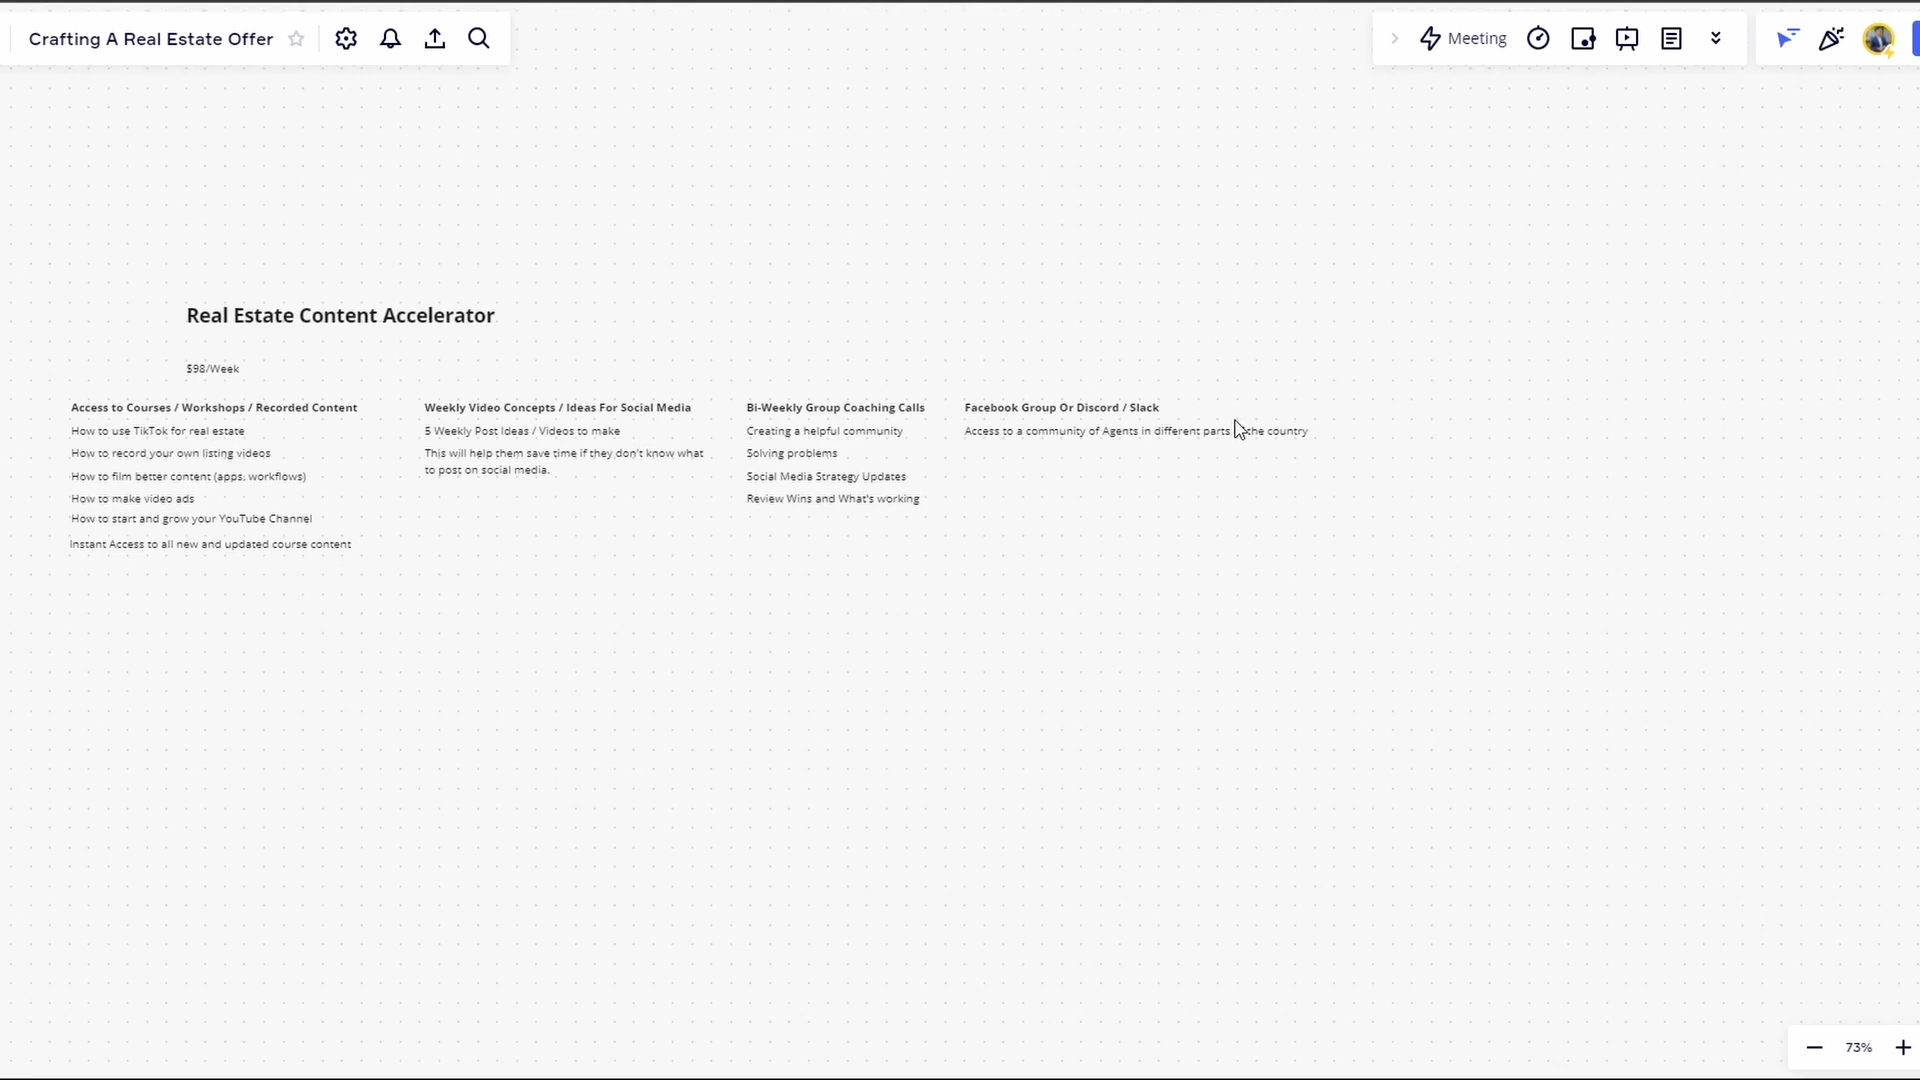 Crafting A Real Estate Offer
Meeting
Real Estate Content Accelerator
$98/Week
Access to Courses / Workshops / Recorded Content
How to use TikTok for real estate
How to record your own listing videos
How to film better content (apps, workflows)
How to make video ads
How to start and grow your YouTube Channel
Instant Access to all new and updated course content
Weekly Video Concepts / Ideas For Social Media
5 Weekly Post Ideas / Videos to make
This will help them save time if they don't know what
to post on social media.
Bi-Weekly Group Coaching Calls
Creating a helpful community
Solving problems
Social Media Strategy Updates
Review Wins and What's working
Facebook Group Or Discord / Slack
Access to a community of Agents in different parts the country
73%